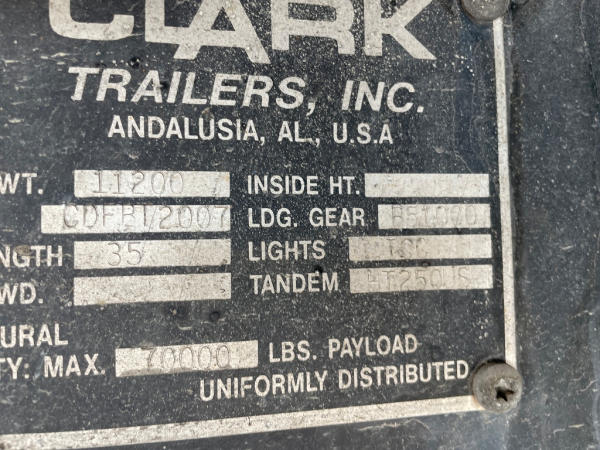 CLARK
TRAILERS, INC.
ANDALUSIA, AL., U.S.A
WT. 11200 INSIDE HT.
LDG. GEAR
NGTH 35 LIGHTS
WD. TANDEM HT250US
URAL
TY: MAX. 70000 LBS. PAYLOAD
UNIFORMLY DISTRIBUTED